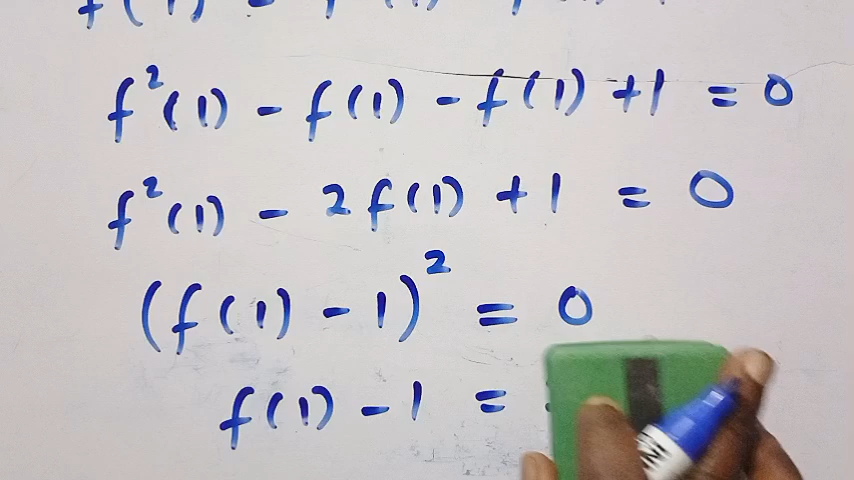 f²(1) - f(1) - f(1) + 1 = 0
f²(1) - 2f(1) + 1 = 0
(f(1) - 1)² = 0
f(1) - 1 =